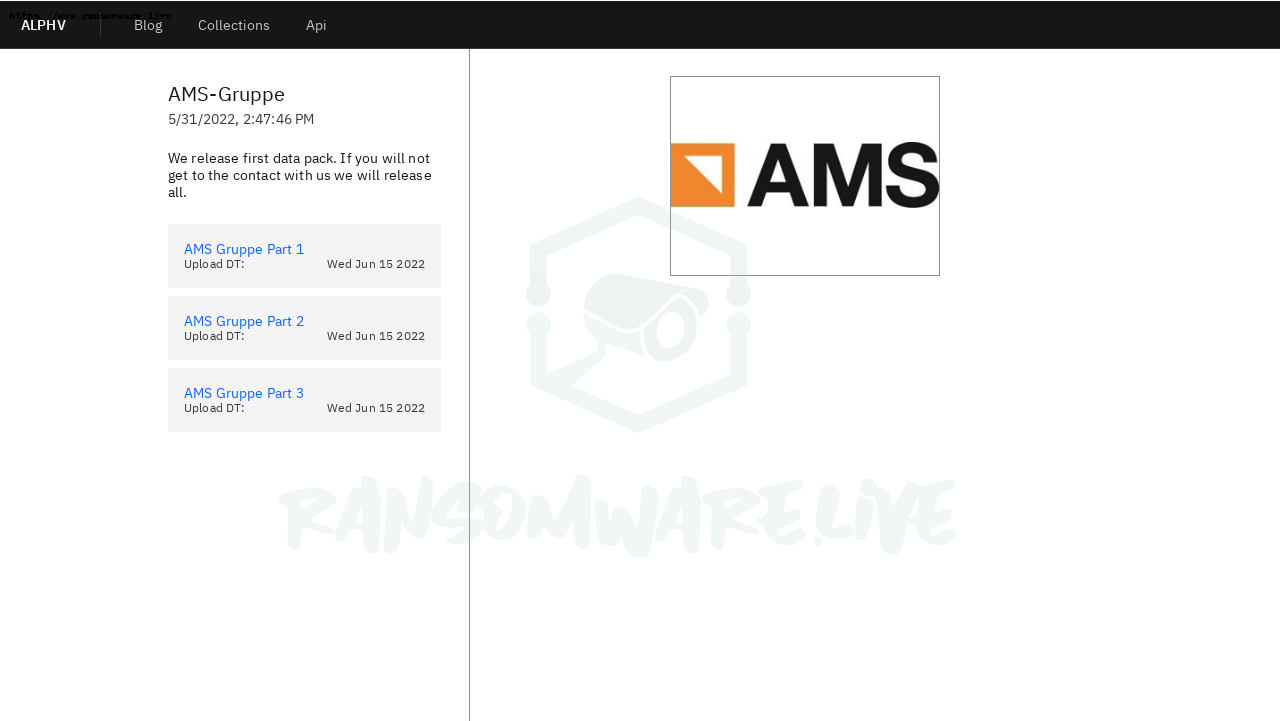 https://www.ransomware.live
ALPHV
Blog
Collections
Api
AMS-Gruppe
5/31/2022, 2:47:46 PM
We release first data pack. If you will not
get to the contact with us we will release
all.
AMS Gruppe Part 1
Upload DT: Wed Jun 15 2022
AMS Gruppe Part 2
Upload DT: Wed Jun 15 2022
AMS Gruppe Part 3
Upload DT: Wed Jun 15 2022
AMS
RANSOMWARE.LIVE